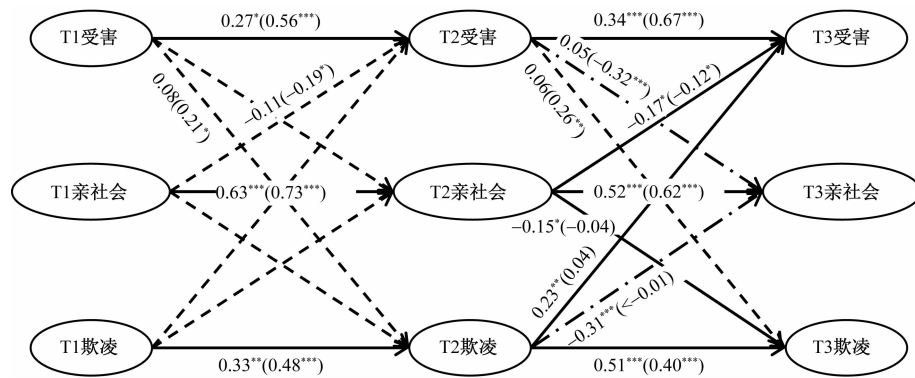 0.27*(0.56***)
0.34***(0.67***)
T1受害
T2受害
T3受害
0.08(0.21*)
−0.11(−0.19*)
0.05(−0.32***)
0.06(0.26**)
−0.17*(−0.12*)
T1亲社会
0.63***(0.73***)
T2亲社会
0.52***(0.62***)
T3亲社会
−0.15*(−0.04)
0.23**(0.04)
−0.31***(<−0.01)
T1欺凌
0.33**(0.48***)
T2欺凌
0.51***(0.40***)
T3欺凌